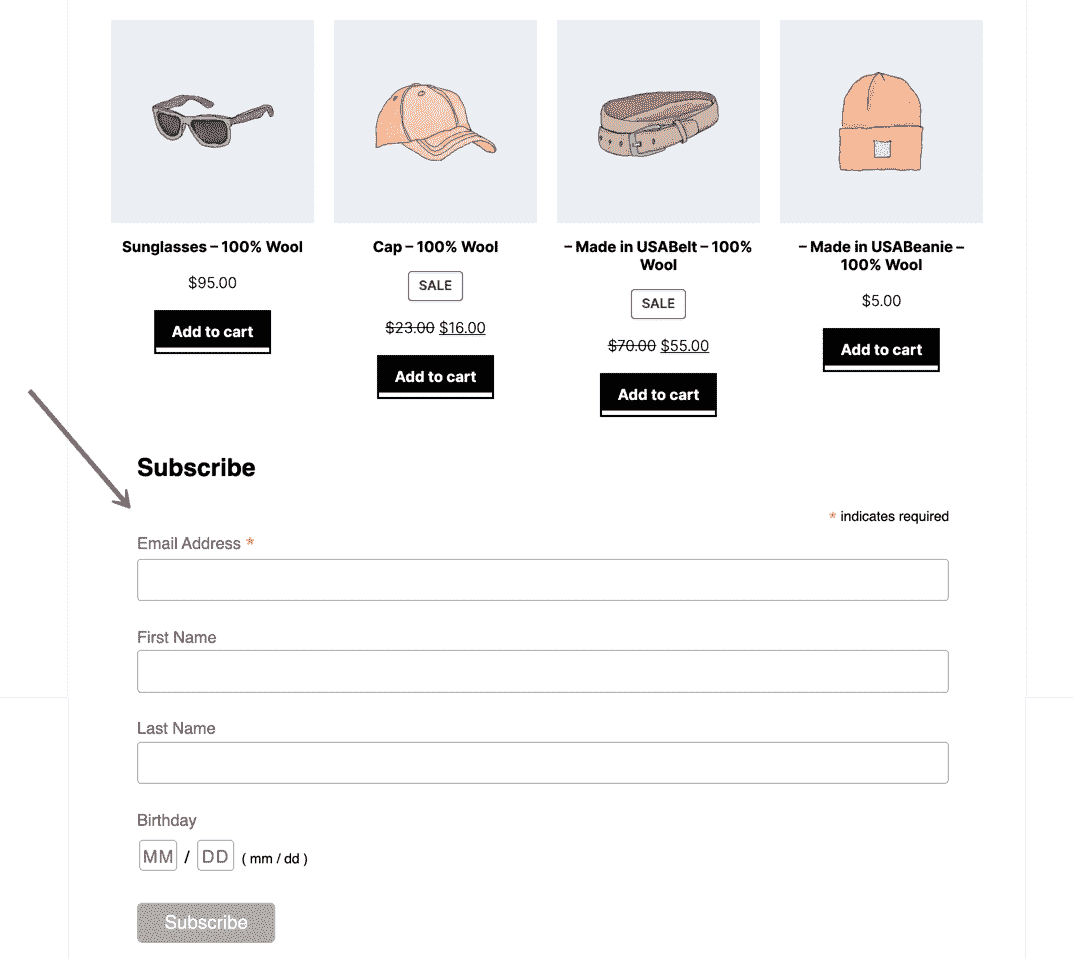 Sunglasses – 100% Wool
$95.00
Add to cart
Cap – 100% Wool
SALE
$23.00 $16.00
Add to cart
– Made in USABelt – 100%
Wool
SALE
$70.00 $55.00
Add to cart
– Made in USABeanie –
100% Wool
$5.00
Add to cart
Subscribe
* indicates required
Email Address *
First Name
Last Name
Birthday
MM / DD ( mm / dd )
Subscribe